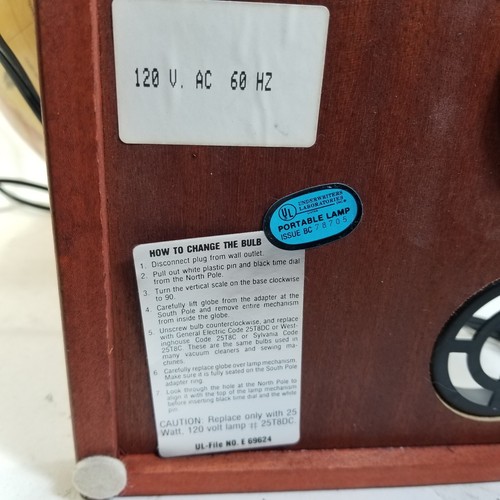 120 V. AC 60 HZ
UL
UNDERWRITERS
LABORATORIES
PORTABLE LAMP
ISSUE BC 78705
HOW TO CHANGE THE BULB
1. Disconnect plug from wall outlet.
2. Pull out white plastic pin and black time dial
from the North Pole.
3. Turn the vertical scale on the base clockwise
to 90.
4. Carefully lift globe from the adapter at the
South Pole and remove entire mechanism
from inside the globe.
5. Unscrew bulb counterclockwise, and replace
with General Electric Code 25T8DC or West-
inghouse Code 25T8C or Sylvania Code
25T8C. These are the same bulbs used in
many vacuum cleaners and sewing ma-
chines.
6. Carefully replace globe over lamp mechanism.
Make sure it is fully seated on the South Pole
adapter ring.
7. Look through the hole at the North Pole to
align it with the top of the lamp mechanism
before inserting black time dial and the white
pin.
CAUTION: Replace only with 25
Watt, 120 volt lamp # 25T8DC
UL-File NO. E 69624